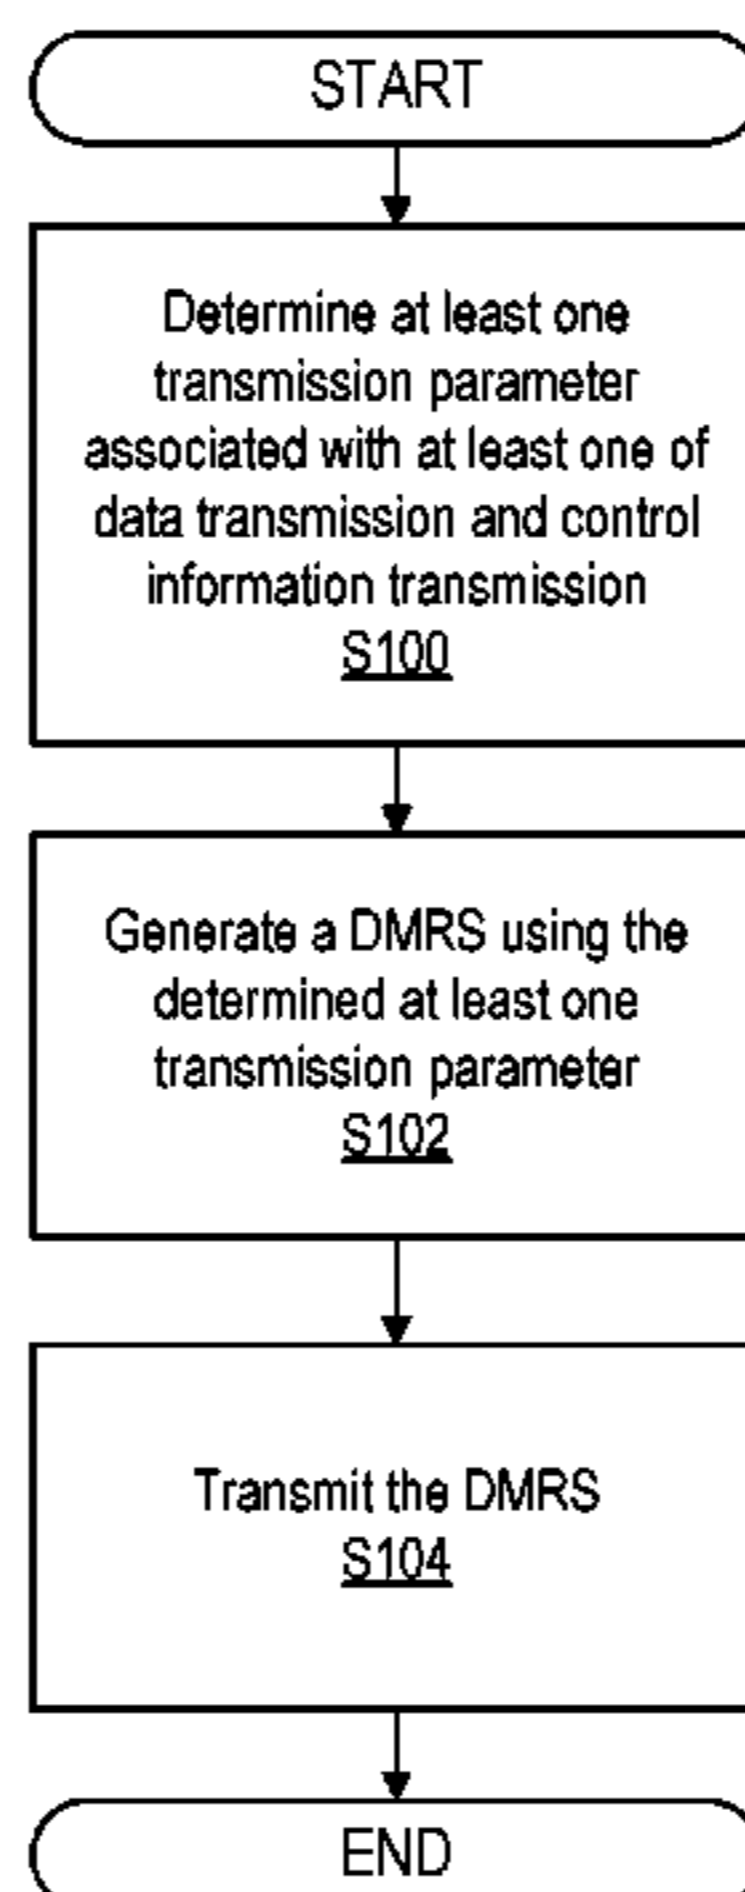 START
Determine at least one
transmission parameter
associated with at least one of
data transmission and control
information transmission
S100
Generate a DMRS using the
determined at least one
transmission parameter
S102
Transmit the DMRS
S104
END